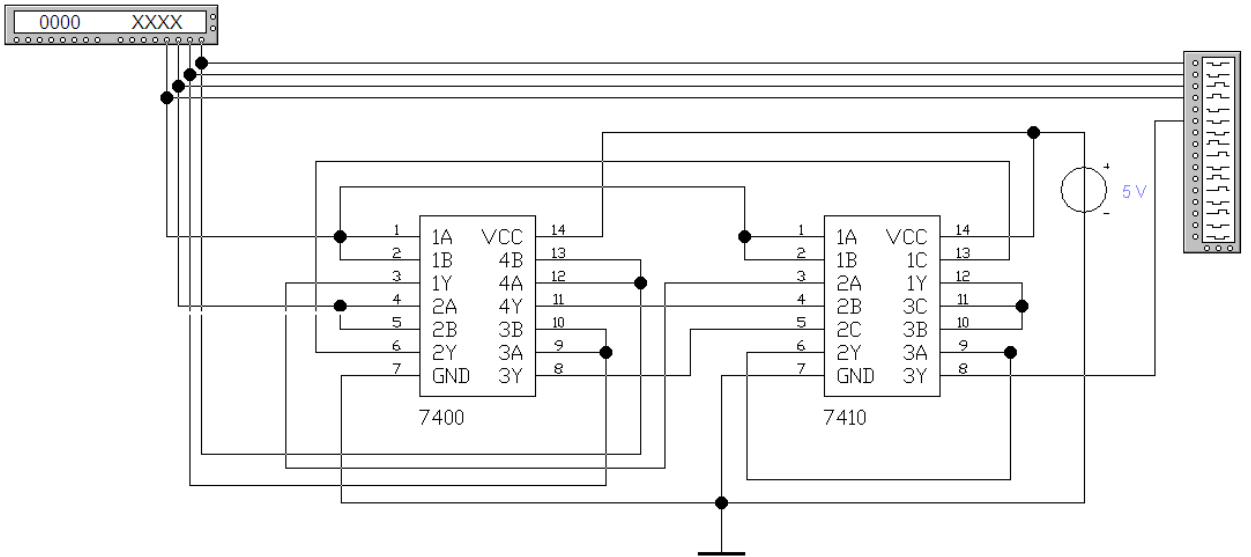 0000 XXXX
5 V
1 1A VCC 14
2 1B 4B 13
3 1Y 4A 12
4 2A 4Y 11
5 2B 3B 10
6 2Y 3A 9
7 GND 3Y 8
7400
1 1A VCC 14
2 1B 1C 13
3 2A 1Y 12
4 2B 3C 11
5 2C 3B 10
6 2Y 3A 9
7 GND 3Y 8
7410